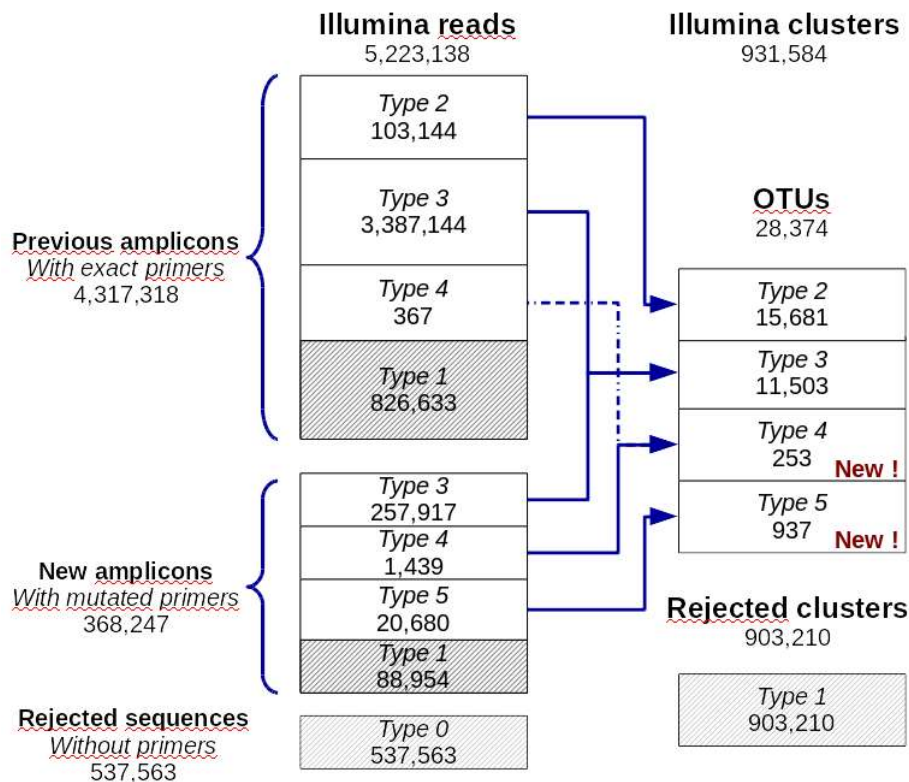 Illumina reads
5,223,138
Type 2
103,144
Type 3
3,387,144
Type 4
367
Type 1
826,633
Previous amplicons
With exact primers
4,317,318
Type 3
257,917
Type 4
1,439
Type 5
20,680
Type 1
88,954
New amplicons
With mutated primers
368,247
Rejected sequences
Without primers
537,563
Type 0
537,563
Illumina clusters
931,584
OTUs
28,374
Type 2
15,681
Type 3
11,503
Type 4
253
New !
Type 5
937
New !
Rejected clusters
903,210
Type 1
903,210